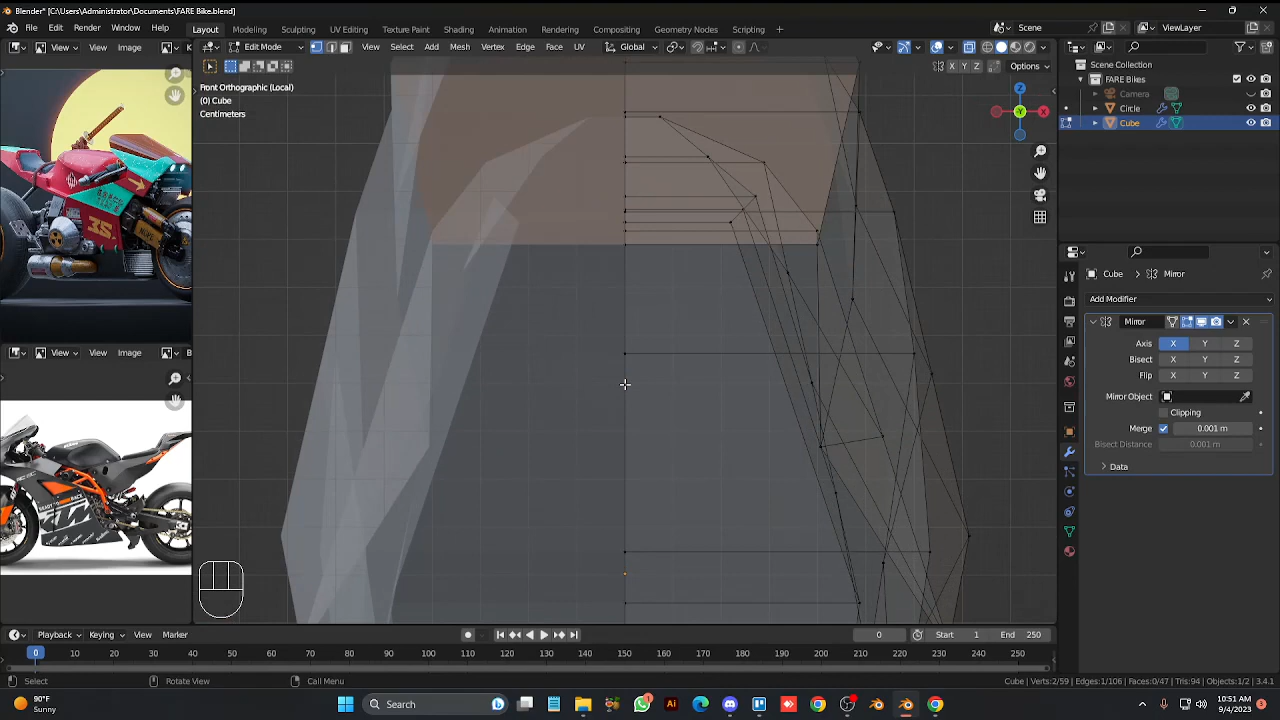 Blender* [C:\Users\Administrator\Documents\FARE Bike.blend]
File Edit Render Window Help Layout Modeling Sculpting UV Editing Texture Paint Shading Animation Rendering Compositing Geometry Nodes Scripting + Scene ViewLayer
View View Image
Edit Mode View Select Add Mesh Vertex Edge Face UV Global
X Y Z Options
Front Orthographic (Local)
(0) Cube
Centimeters
Z
X
Y
35
View View Image
Scene Collection
FARE Bikes
Camera
Circle
Cube
Cube Mirror
Add Modifier
Mirror
Axis X Y Z
Bisect X Y Z
Flip X Y Z
Mirror Object
Clipping
Merge 0.001 m
Bisect Distance 0.001 m
Data
Playback Keying View Marker 0 Start 1 End 250
0 10 20 30 40 50 60 70 80 90 100 110 120 130 140 150 160 170 180 190 200 210 220 230 240 250
Select Rotate View Call Menu Cube | Verts:2/59 | Edges:1/106 | Faces:0/47 | Tris:94 | Objects:1/2 | 3.4.1
90°F
Sunny
Search
1
Ai
10:51 AM
9/4/2023